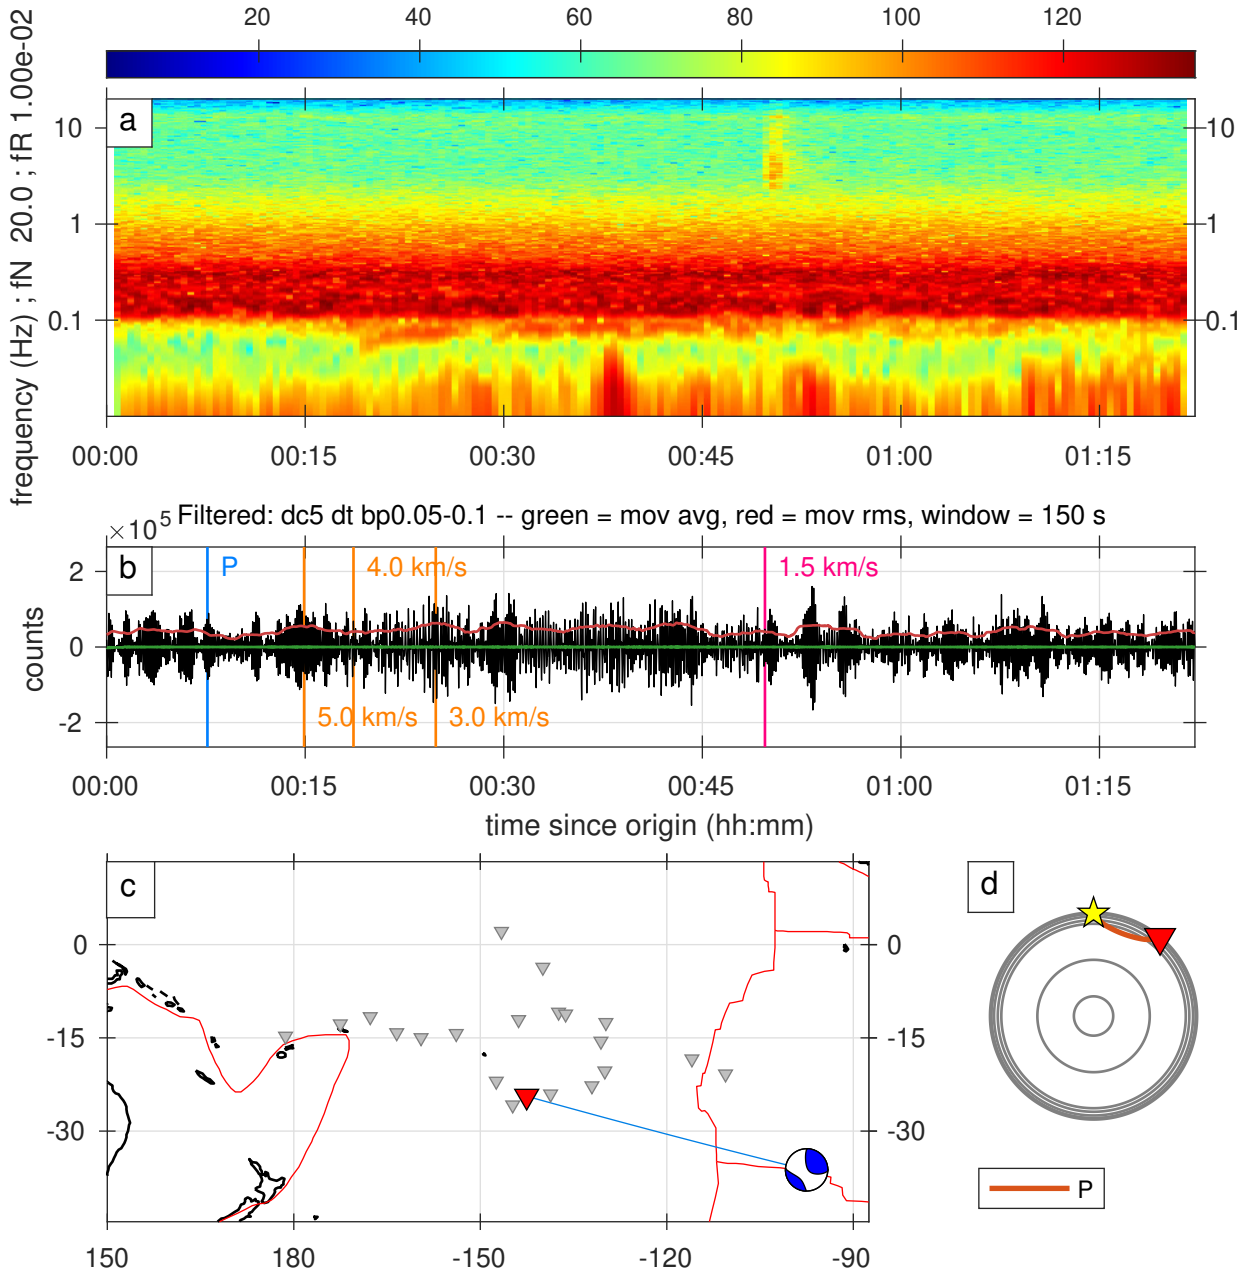 20 40 60 80 100 120
frequency (Hz) ; fN 20.0 ; fR 1.00e-02
a
10 10
1 1
0.1 0.1
00:00 00:15 00:30 00:45 01:00 01:15
×10⁵ Filtered: dc5 dt bp0.05-0.1 -- green = mov avg, red = mov rms, window = 150 s
b
P 4.0 km/s 1.5 km/s
5.0 km/s 3.0 km/s
counts
2
0
-2
00:00 00:15 00:30 00:45 01:00 01:15
time since origin (hh:mm)
c
0 0
-15 -15
-30 -30
150 180 -150 -120 -90
d
P